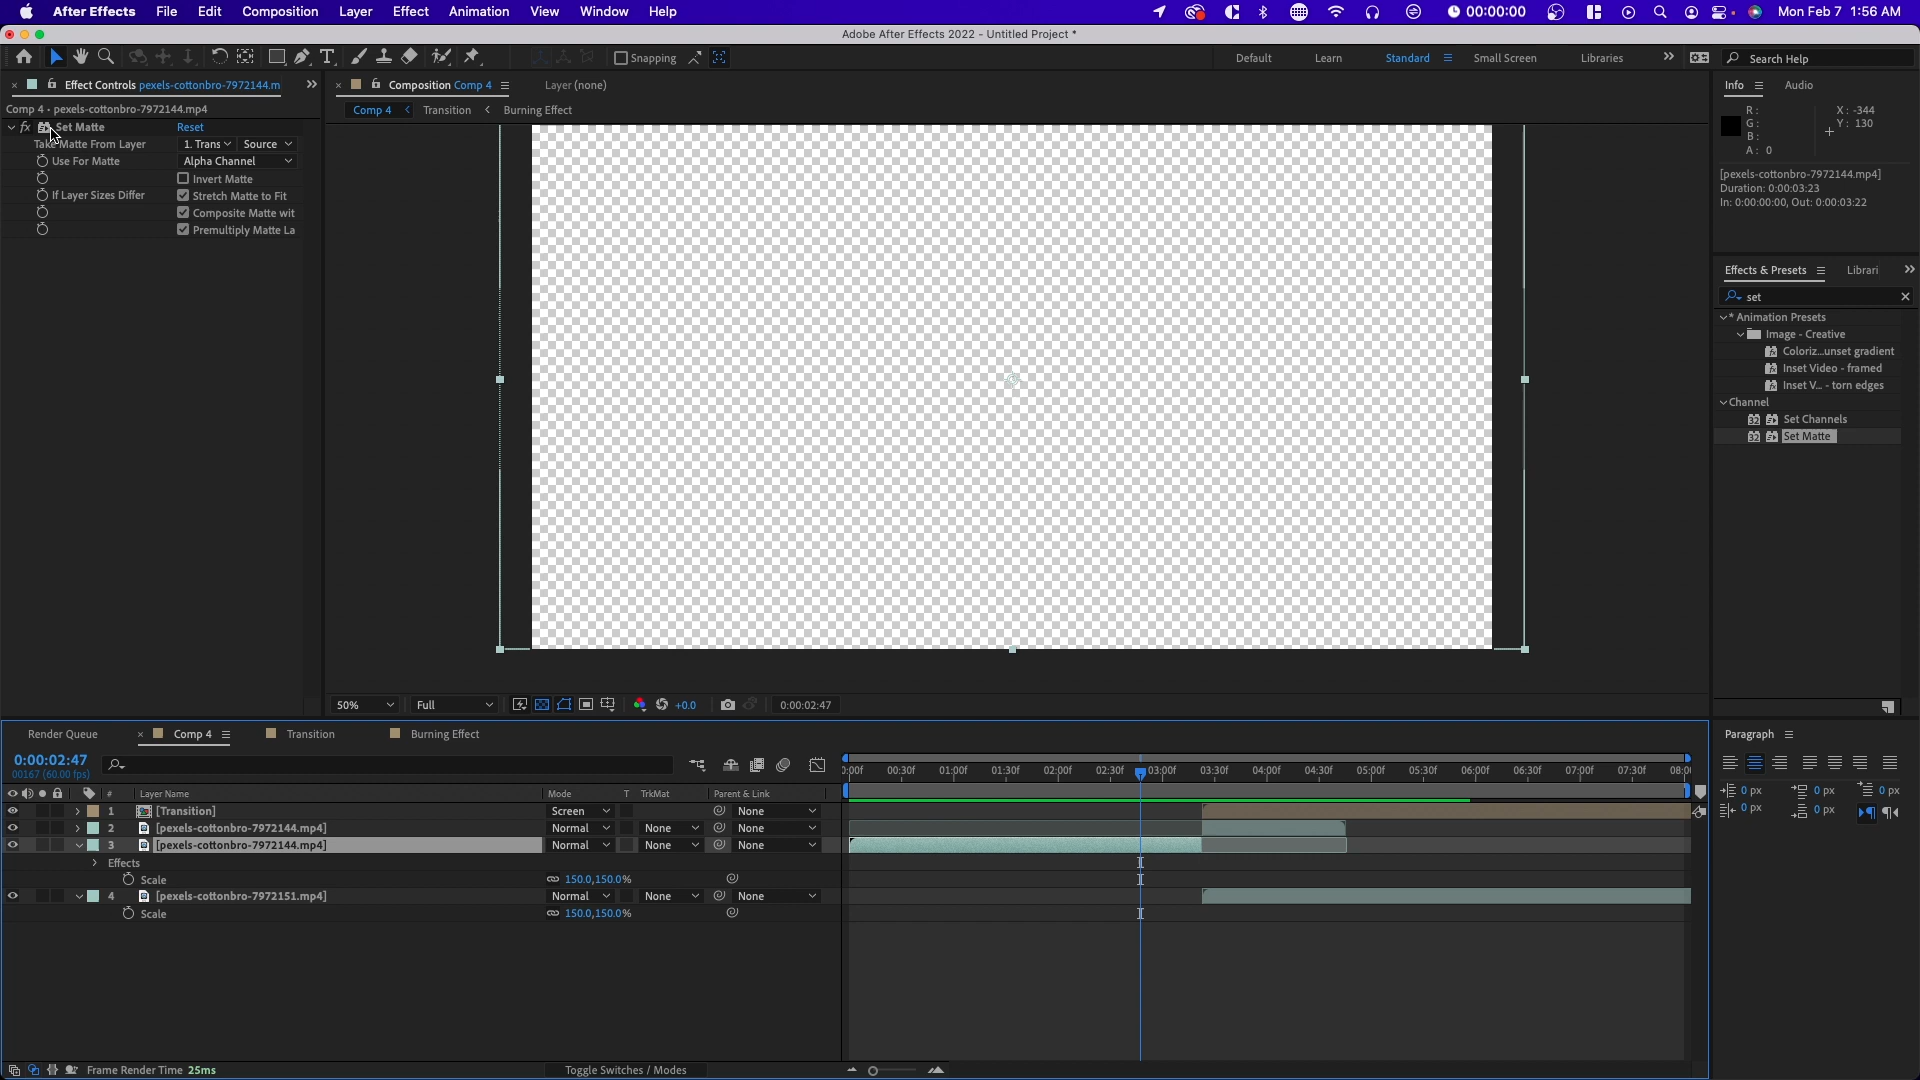 After Effects File Edit Composition Layer Effect Animation View Window Help 00:00:00 Mon Feb 7 1:56 AM
Adobe After Effects 2022 - Untitled Project *
Snapping Default Learn Standard Small Screen Libraries Search Help
Effect Controls pexels-cottonbro-7972144.m
Composition Comp 4 Layer (none)
Info Audio
Comp 4 • pexels-cottonbro-7972144.mp4
Comp 4 Transition Burning Effect
R: X: -344
G: Y: 130
B:
A: 0
fx Set Matte Reset
Take Matte From Layer 1. Trans Source
Use For Matte Alpha Channel
Invert Matte
If Layer Sizes Differ Stretch Matte to Fit
Composite Matte wit
Premultiply Matte La
[pexels-cottonbro-7972144.mp4]
Duration: 0:00:03:23
In: 0:00:00:00, Out: 0:00:03:22
Effects & Presets Librari
set
* Animation Presets
Image - Creative
Coloriz...unset gradient
Inset Video - framed
Inset V... - torn edges
Channel
32 Set Channels
32 Set Matte
50% Full +0.0 0:00:02:47
Render Queue Comp 4 Transition Burning Effect
Paragraph
0:00:02:47
00167 (60.00 fps)
0:00f 00:30f 01:00f 01:30f 02:00f 02:30f 03:00f 03:30f 04:00f 04:30f 05:00f 05:30f 06:00f 06:30f 07:00f 07:30f 08:0
# Layer Name Mode T TrkMat Parent & Link
1 [Transition] Screen None
2 [pexels-cottonbro-7972144.mp4] Normal None None
3 [pexels-cottonbro-7972144.mp4] Normal None None
Effects
Scale 150.0,150.0%
4 [pexels-cottonbro-7972151.mp4] Normal None None
Scale 150.0,150.0%
0 px 0 px 0 px
0 px 0 px
Frame Render Time 25ms Toggle Switches / Modes